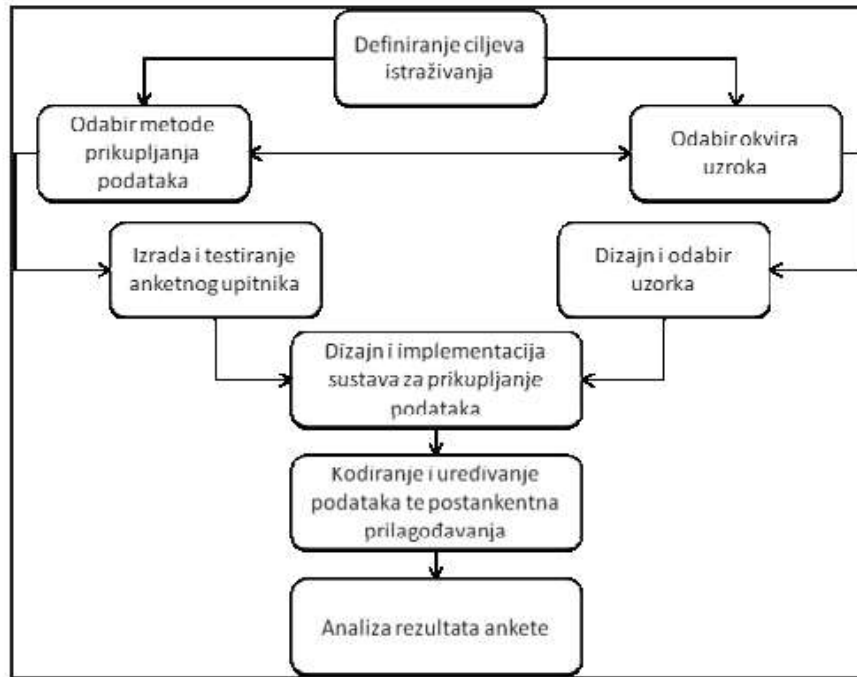 Definiranje ciljeva
istraživanja
Odabir metode
prikupljanja
podataka
Odabir okvira
uzroka
Izrada i testiranje
anketnog upitnika
Dizajn i odabir
uzorka
Dizajn i implementacija
sustava za prikupljanje
podataka
Kodiranje i uređivanje
podataka te postankentna
prilagođavanja
Analiza rezultata ankete